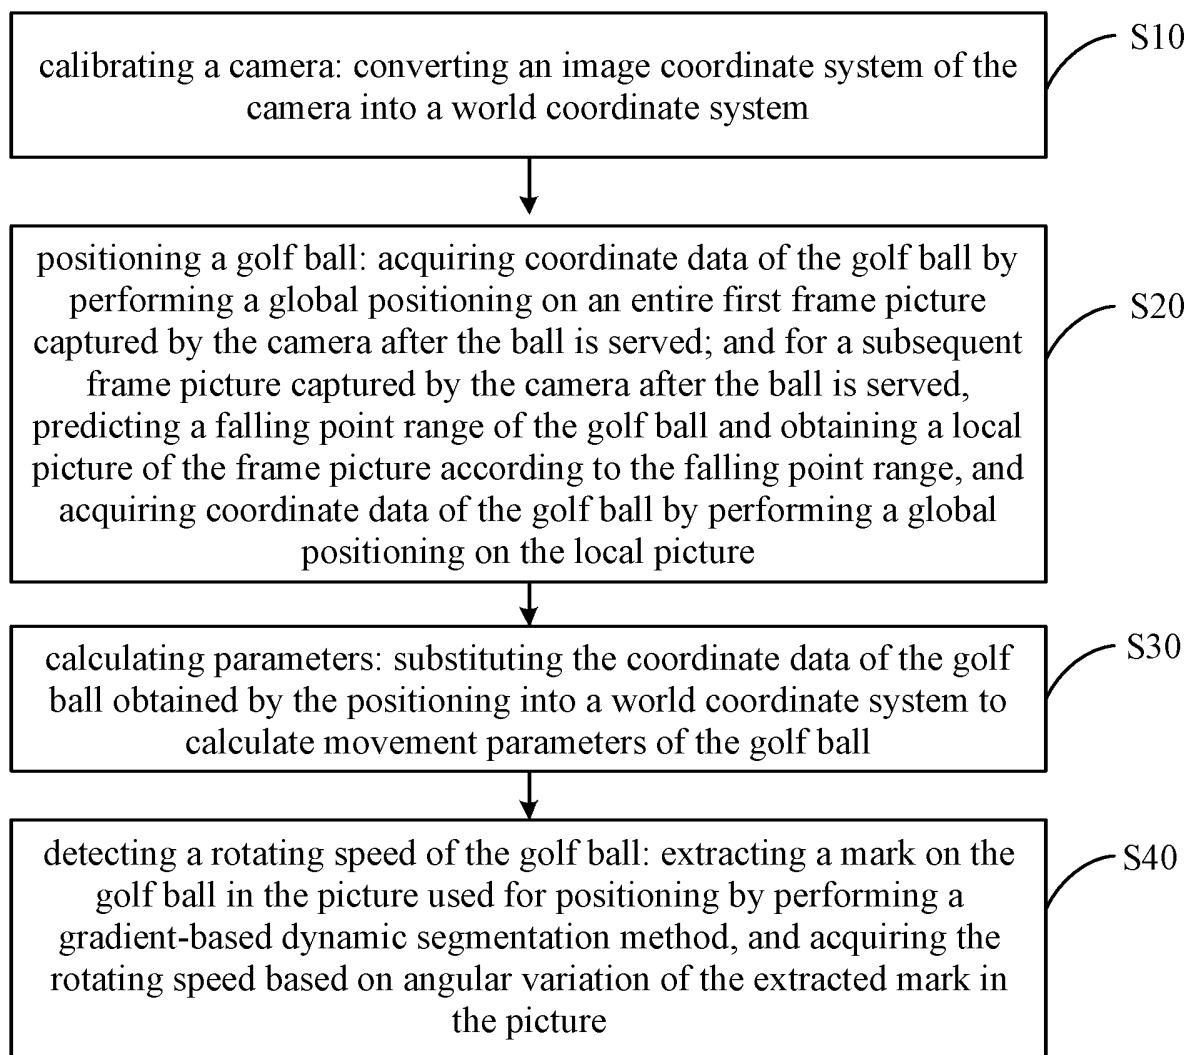 calibrating a camera: converting an image coordinate system of the
camera into a world coordinate system
S10
positioning a golf ball: acquiring coordinate data of the golf ball by
performing a global positioning on an entire first frame picture
captured by the camera after the ball is served; and for a subsequent
frame picture captured by the camera after the ball is served,
predicting a falling point range of the golf ball and obtaining a local
picture of the frame picture according to the falling point range, and
acquiring coordinate data of the golf ball by performing a global
positioning on the local picture
S20
calculating parameters: substituting the coordinate data of the golf
ball obtained by the positioning into a world coordinate system to
calculate movement parameters of the golf ball
S30
detecting a rotating speed of the golf ball: extracting a mark on the
golf ball in the picture used for positioning by performing a
gradient-based dynamic segmentation method, and acquiring the
rotating speed based on angular variation of the extracted mark in
the picture
S40